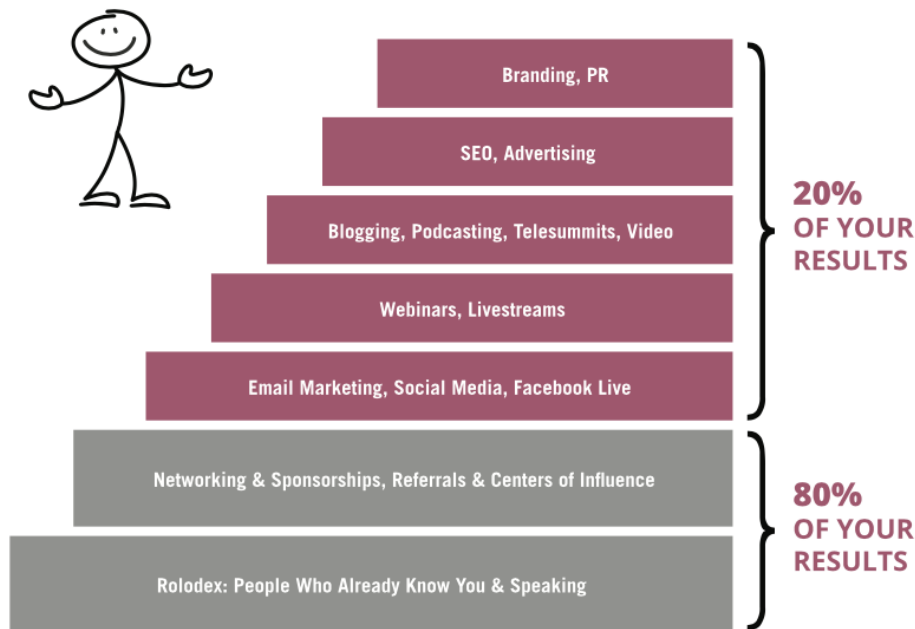 Branding, PR
SEO, Advertising
Blogging, Podcasting, Telesummits, Video
Webinars, Livestreams
Email Marketing, Social Media, Facebook Live
20%
OF YOUR
RESULTS
Networking & Sponsorships, Referrals & Centers of Influence
Rolodex: People Who Already Know You & Speaking
80%
OF YOUR
RESULTS